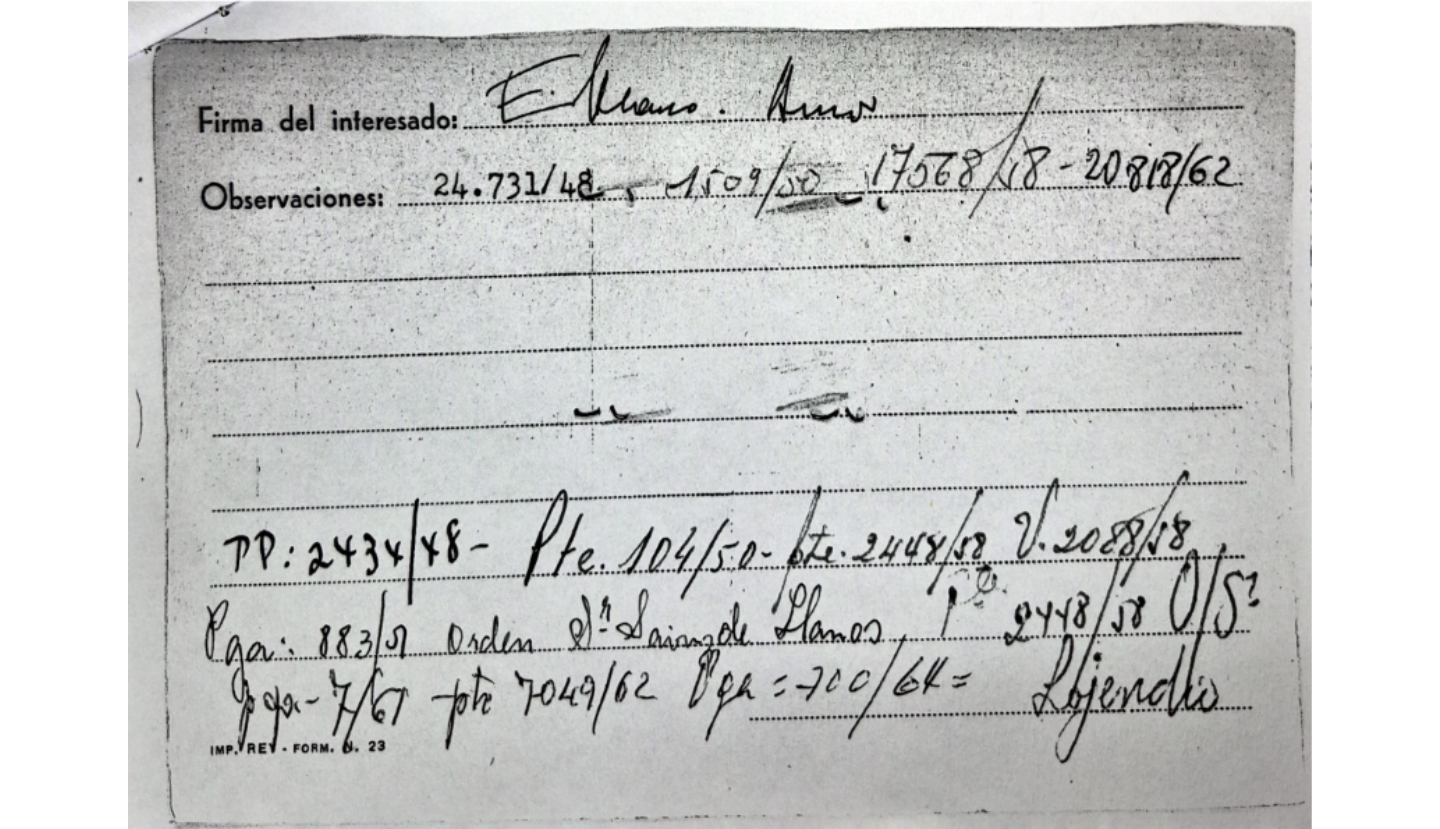 Firma del interesado: E.
Observaciones: 24.731/48, 1509/50, 17568/58 - 20818/62
PP: 2434/48 - Pte. 104/50 - pte. 2448/58 V. 2088/58
Pga: 883/51 Orden Sr. Sainz de Llanos, Pte 2448/58 O/Sr
pga - 7/61 - pte 7049/62 Pga = 700/64 = Lojendio
IMP. REY - FORM. N. 23